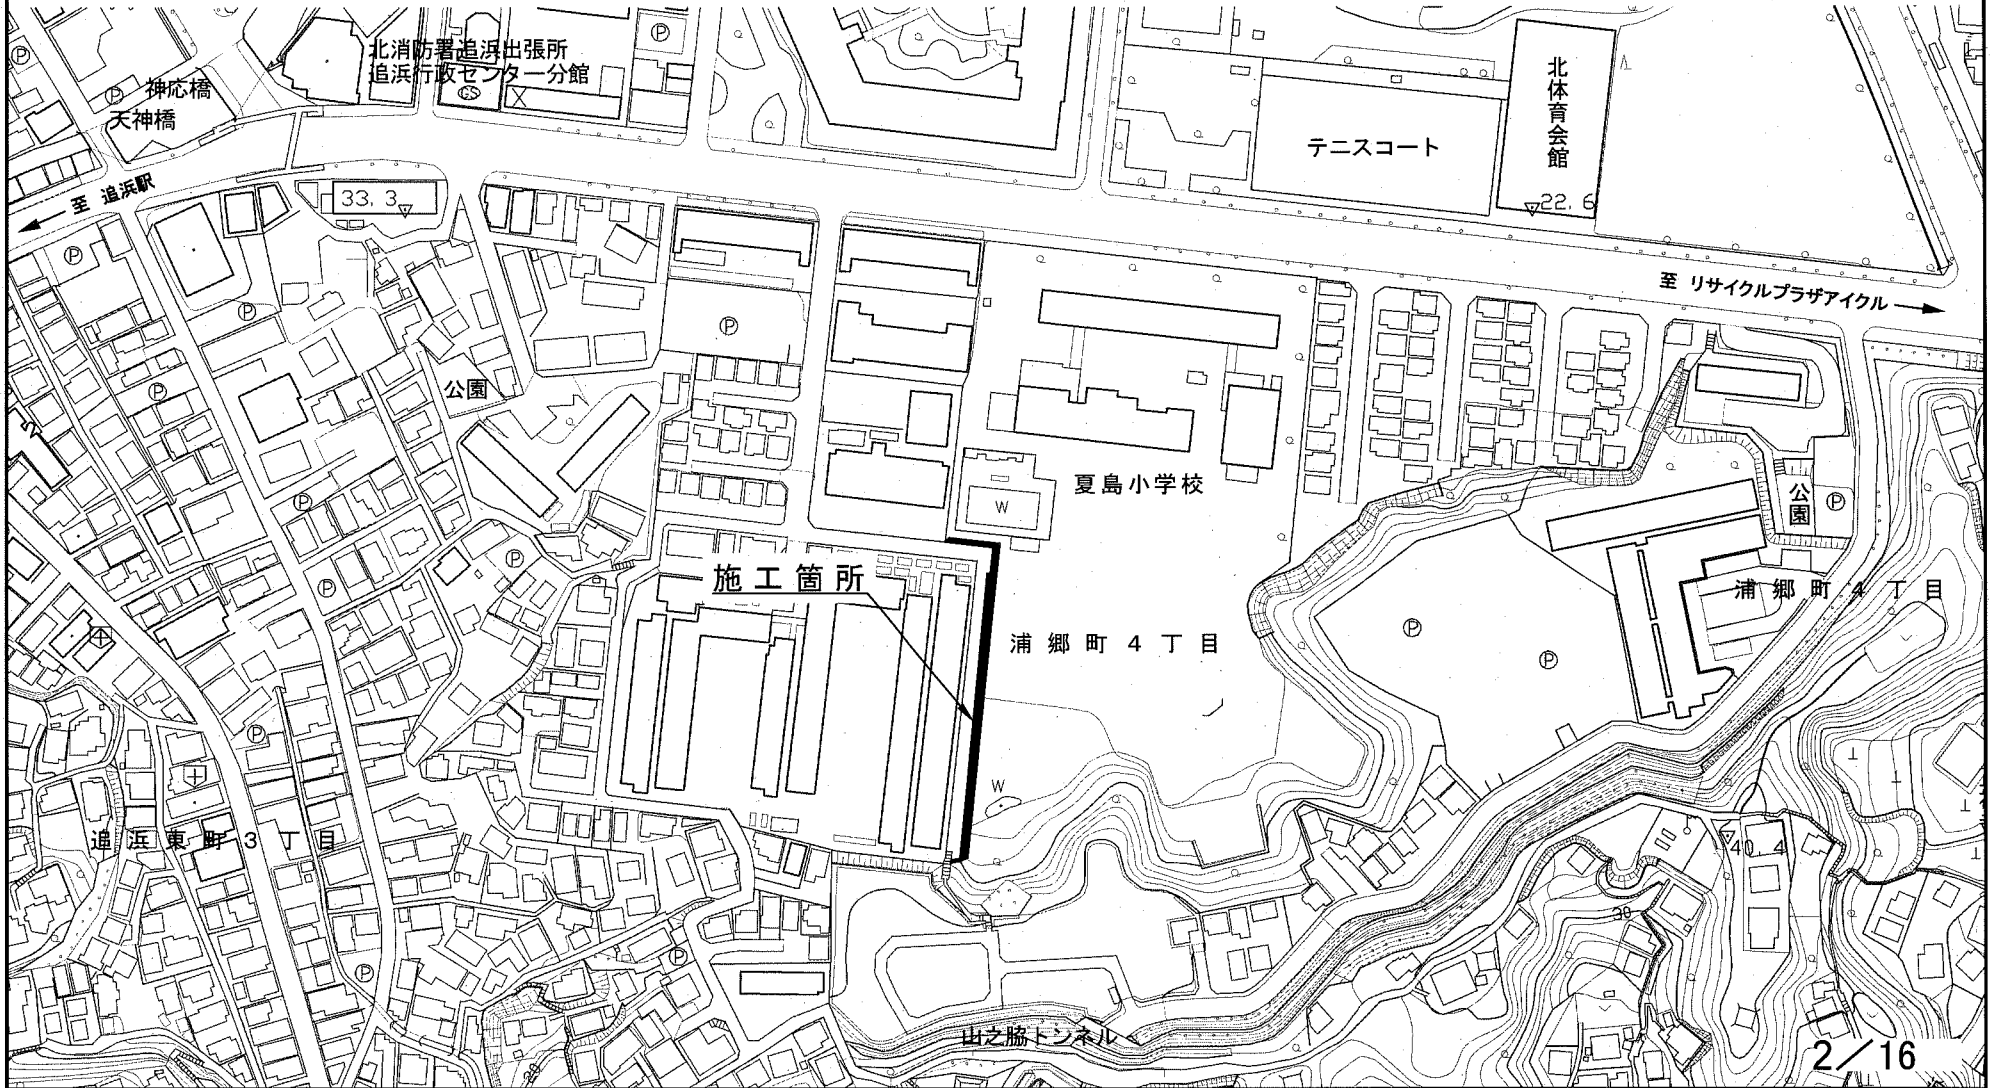 北消防署追浜出張所
追浜行政センター分館
神応橋
天神橋
北体育会館
テニスコート
至 追浜駅
33.3
22.6
至 リサイクルプラザアイクル
公園
夏島小学校
W
公園
施工箇所
浦郷町4丁目
浦郷町4丁目
W
追浜東町3丁目
40.4
30
山之脇トンネル
2/16